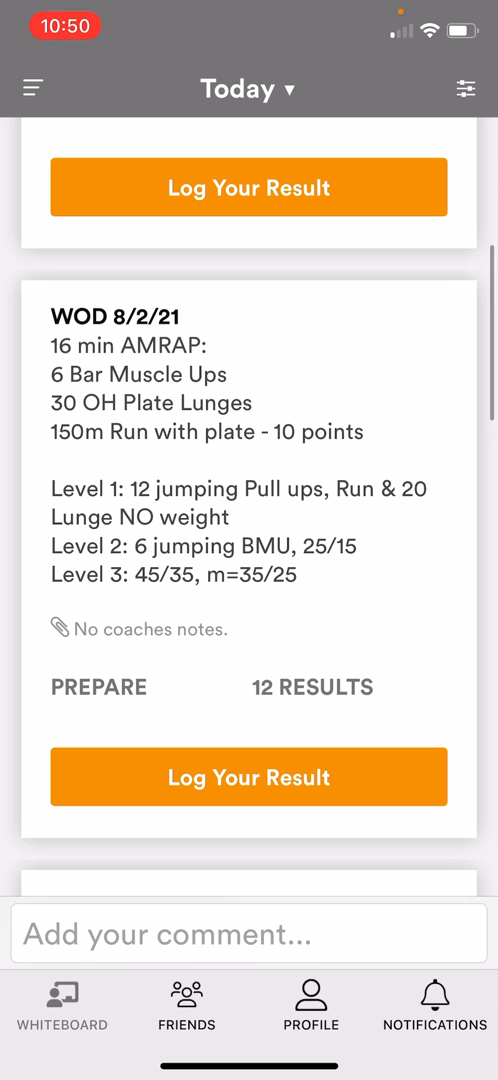 10:50
Today ▾
Log Your Result
WOD 8/2/21
16 min AMRAP:
6 Bar Muscle Ups
30 OH Plate Lunges
150m Run with plate - 10 points
Level 1: 12 jumping Pull ups, Run & 20
Lunge NO weight
Level 2: 6 jumping BMU, 25/15
Level 3: 45/35, m=35/25
No coaches notes.
PREPARE 12 RESULTS
Log Your Result
Add your comment...
WHITEBOARD FRIENDS PROFILE NOTIFICATIONS